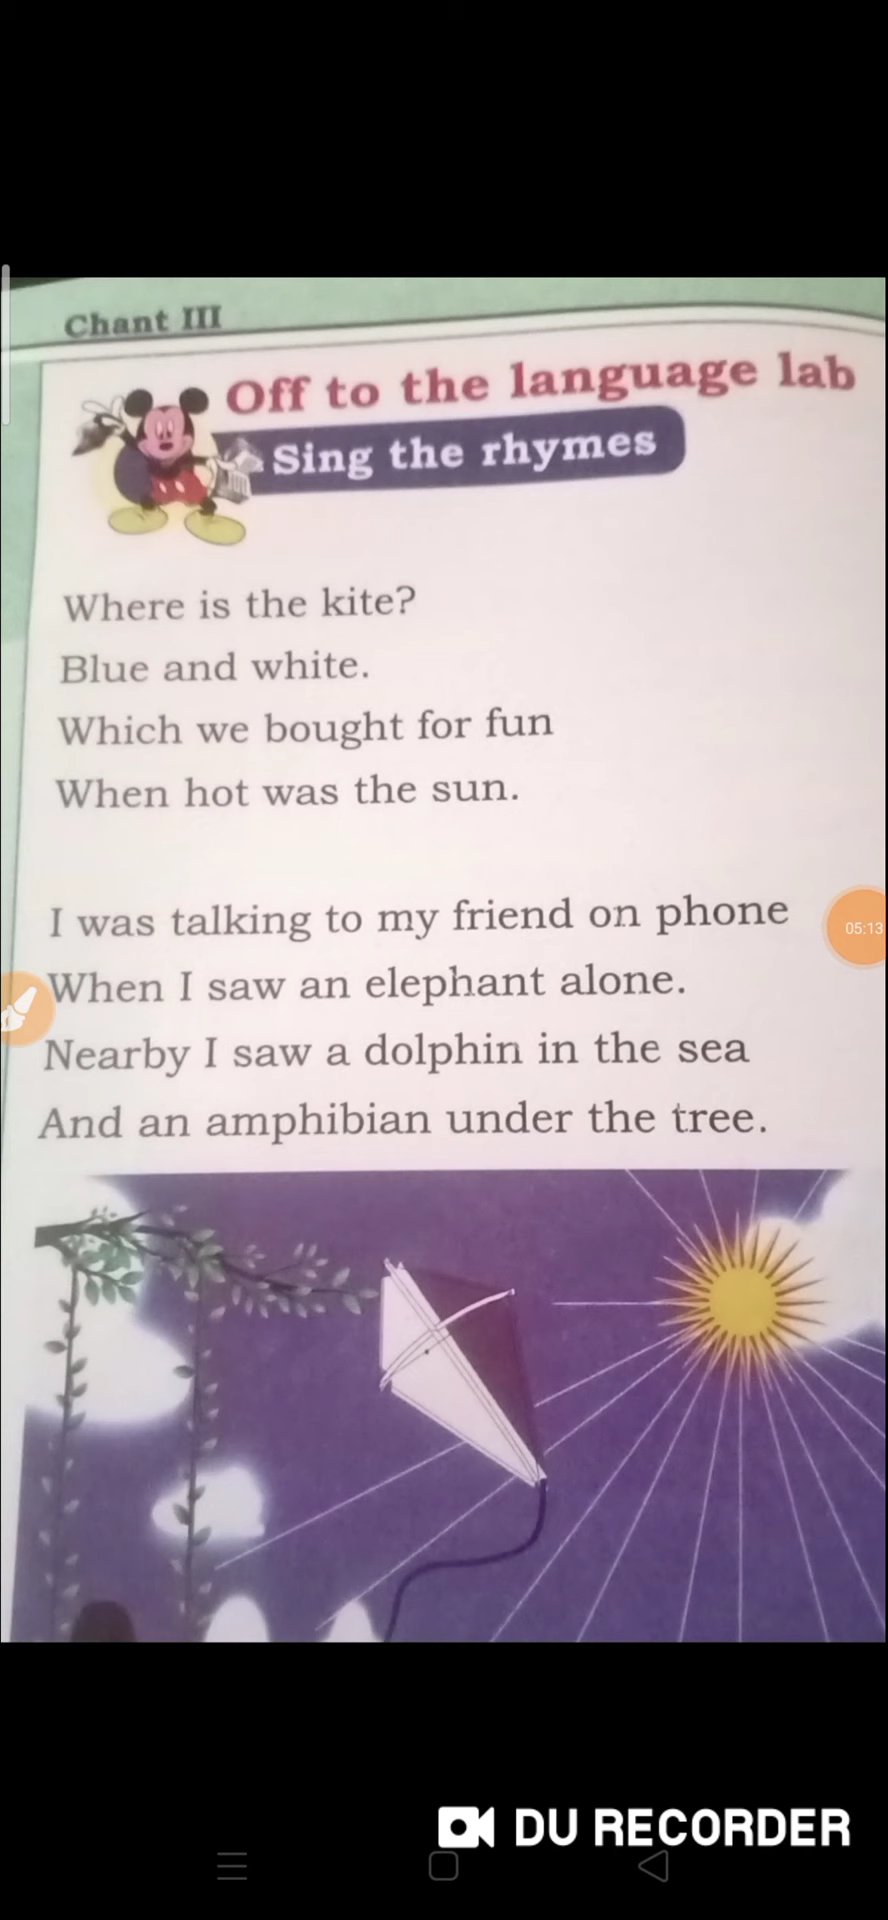 Chant III
Off to the language lab
Sing the rhymes
Where is the kite?
Blue and white.
Which we bought for fun
When hot was the sun.
I was talking to my friend on phone
05:13
When I saw an elephant alone.
Nearby I saw a dolphin in the sea
And an amphibian under the tree.
DU RECORDER